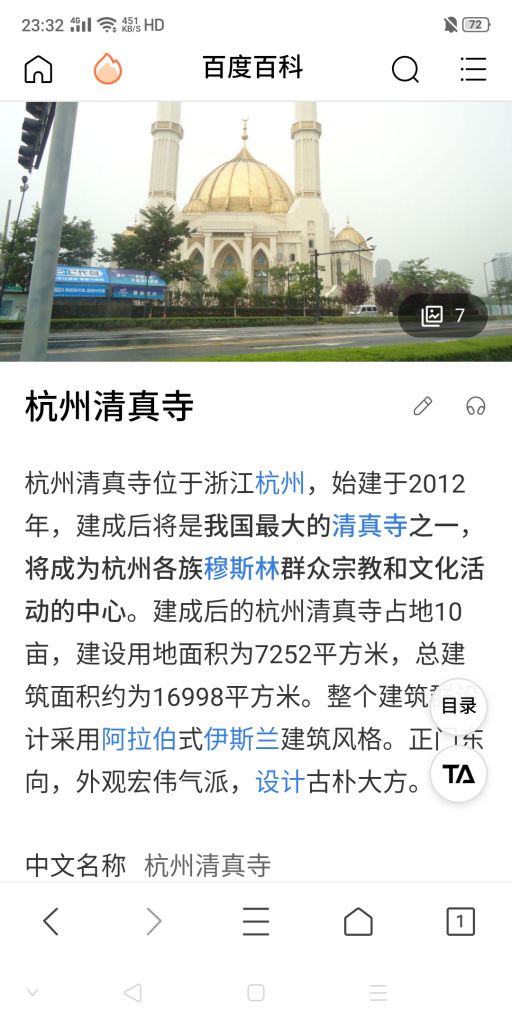 23:32 4G 451 KB/S HD 72
百度百科
7
杭州清真寺
杭州清真寺位于浙江杭州，始建于2012
年，建成后将是我国最大的清真寺之一，
将成为杭州各族穆斯林群众宗教和文化活
动的中心。建成后的杭州清真寺占地10
亩，建设用地面积为7252平方米，总建
筑面积约为16998平方米。整个建筑
计采用阿拉伯式伊斯兰建筑风格。正门东
向，外观宏伟气派，设计古朴大方。
目录
TA
中文名称 杭州清真寺
1